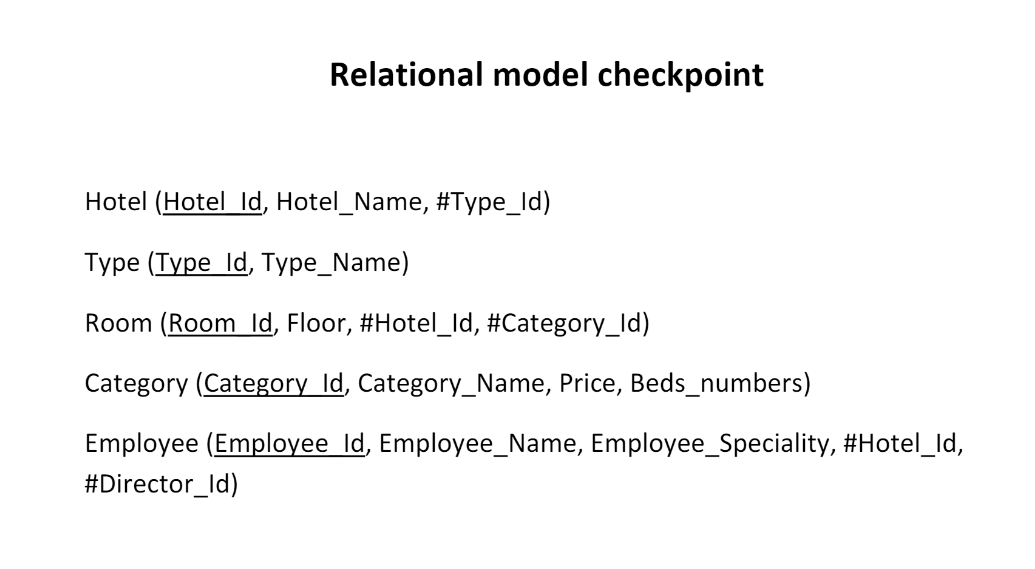 Relational model checkpoint
Hotel (Hotel_Id, Hotel_Name, #Type_Id)
Type (Type_Id, Type_Name)
Room (Room_Id, Floor, #Hotel_Id, #Category_Id)
Category (Category_Id, Category_Name, Price, Beds_numbers)
Employee (Employee_Id, Employee_Name, Employee_Speciality, #Hotel_Id,
#Director_Id)